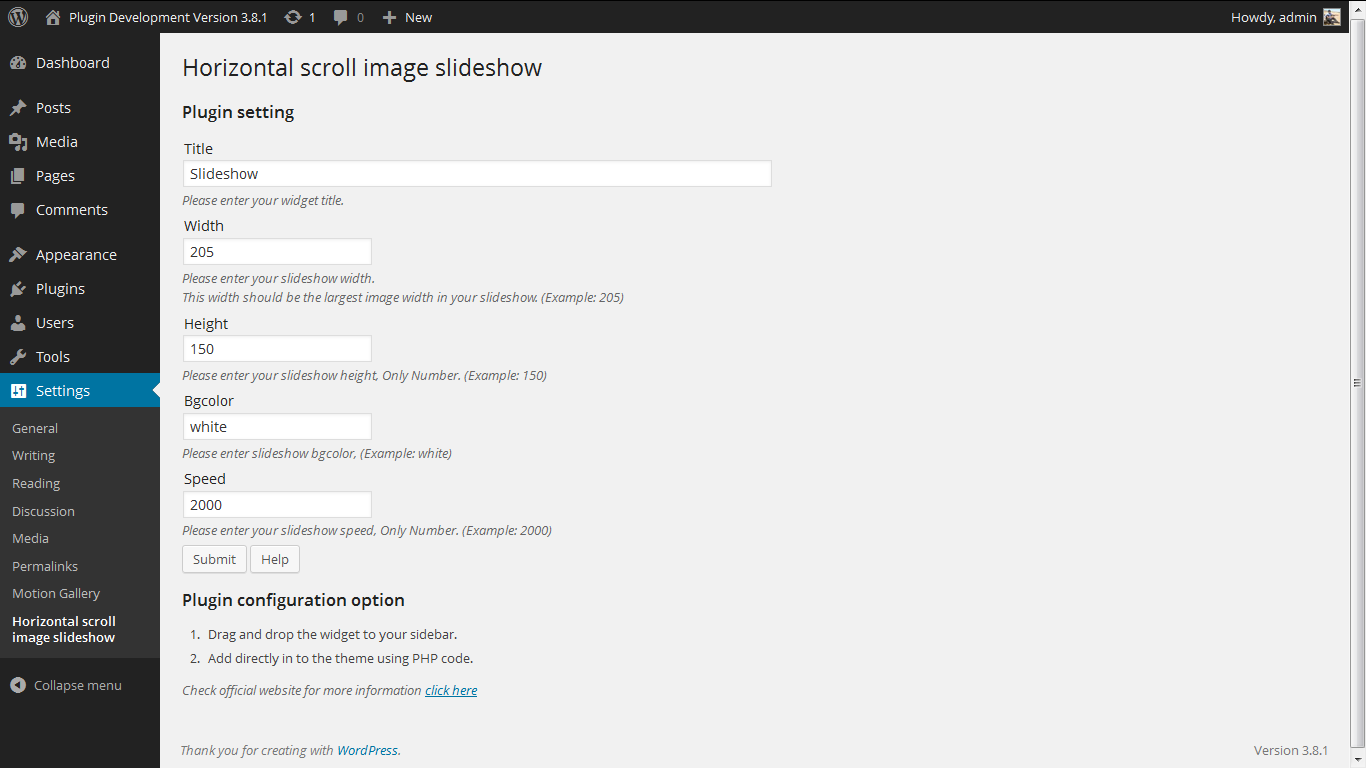 Plugin Development Version 3.8.1 1 0 New Howdy, admin
Dashboard
Posts
Media
Pages
Comments
Appearance
Plugins
Users
Tools
Settings
General
Writing
Reading
Discussion
Media
Permalinks
Motion Gallery
Horizontal scroll
image slideshow
Collapse menu
Horizontal scroll image slideshow
Plugin setting
Title
Slideshow
Please enter your widget title.
Width
205
Please enter your slideshow width.
This width should be the largest image width in your slideshow. (Example: 205)
Height
150
Please enter your slideshow height, Only Number. (Example: 150)
Bgcolor
white
Please enter slideshow bgcolor, (Example: white)
Speed
2000
Please enter your slideshow speed, Only Number. (Example: 2000)
Submit Help
Plugin configuration option
1. Drag and drop the widget to your sidebar.
2. Add directly in to the theme using PHP code.
Check official website for more information click here
Thank you for creating with WordPress. Version 3.8.1